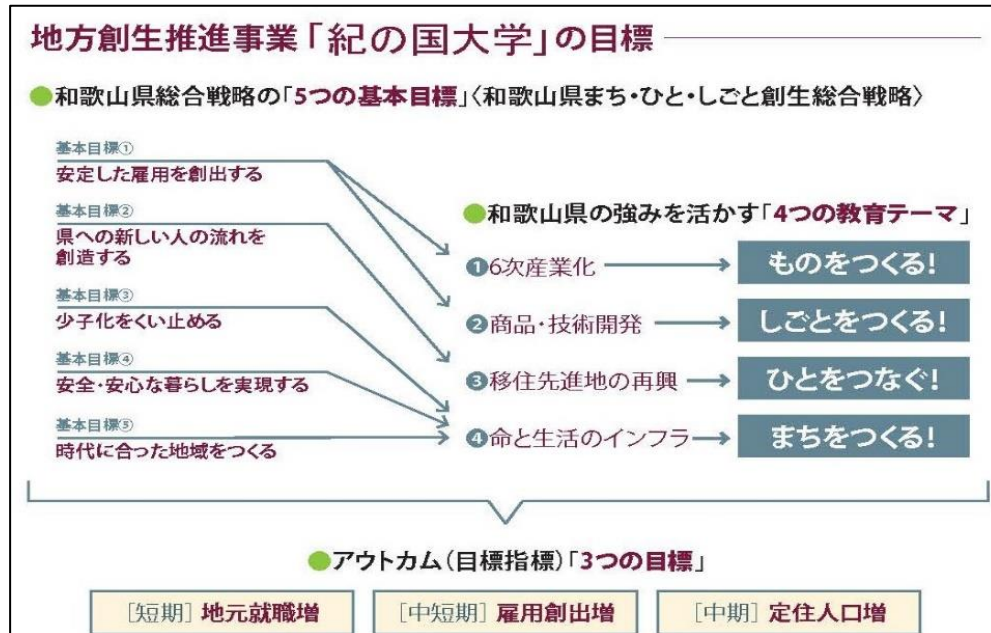 地方創生推進事業「紀の国大学」の目標
●和歌山県総合戦略の「5つの基本目標」〈和歌山県まち・ひと・しごと創生総合戦略〉
基本目標①
安定した雇用を創出する
基本目標②
県への新しい人の流れを
創造する
基本目標③
少子化をくい止める
基本目標④
安全・安心な暮らしを実現する
基本目標⑤
時代に合った地域をつくる
●和歌山県の強みを活かす「4つの教育テーマ」
❶6次産業化
ものをつくる!
❷商品・技術開発
しごとをつくる!
❸移住先進地の再興
ひとをつなぐ!
❹命と生活のインフラ
まちをつくる!
●アウトカム(目標指標)「3つの目標」
[短期] 地元就職増
[中短期] 雇用創出増
[中期] 定住人口増